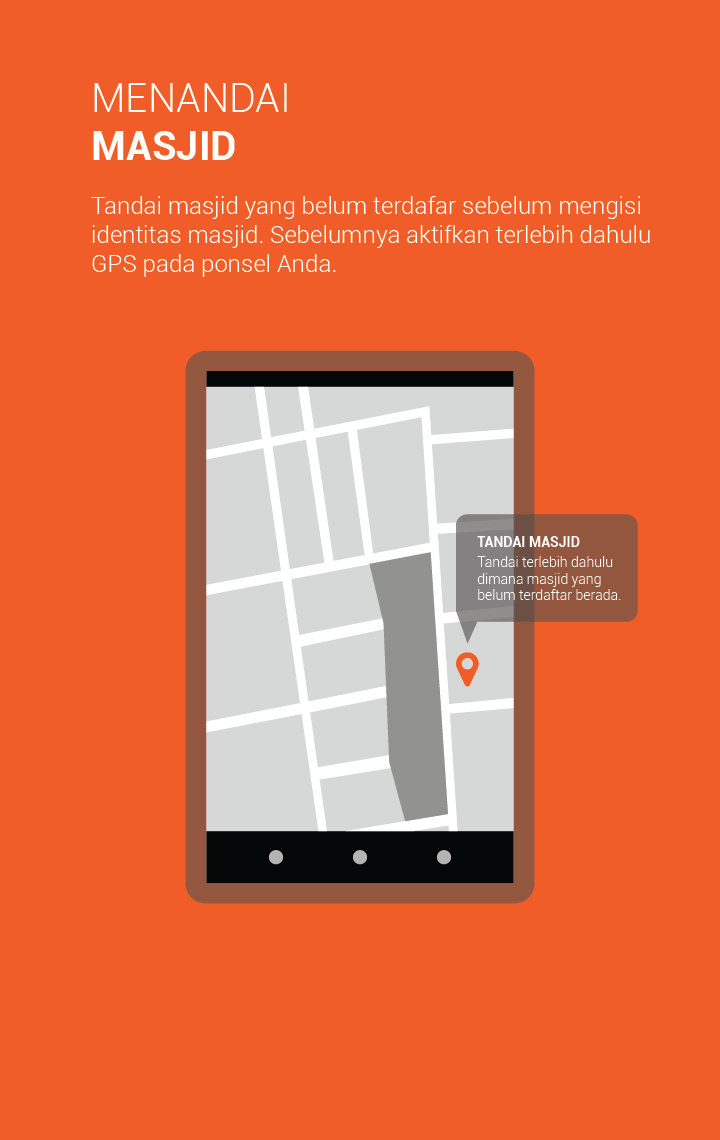 MENANDAI
MASJID
Tandai masjid yang belum terdafar sebelum mengisi
identitas masjid. Sebelumnya aktifkan terlebih dahulu
GPS pada ponsel Anda.
TANDAI MASJID
Tandai terlebih dahulu
dimana masjid yang
belum terdaftar berada.